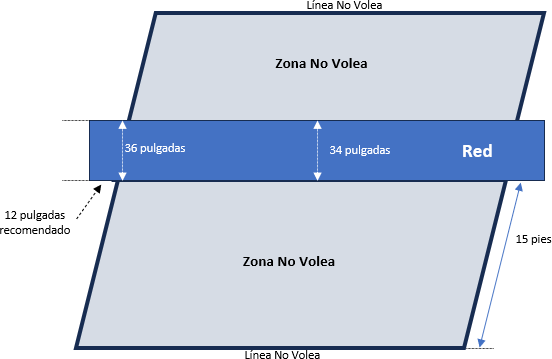 Línea No Volea
Zona No Volea
36 pulgadas
34 pulgadas
Red
12 pulgadas
recomendado
15 pies
Zona No Volea
Línea No Volea